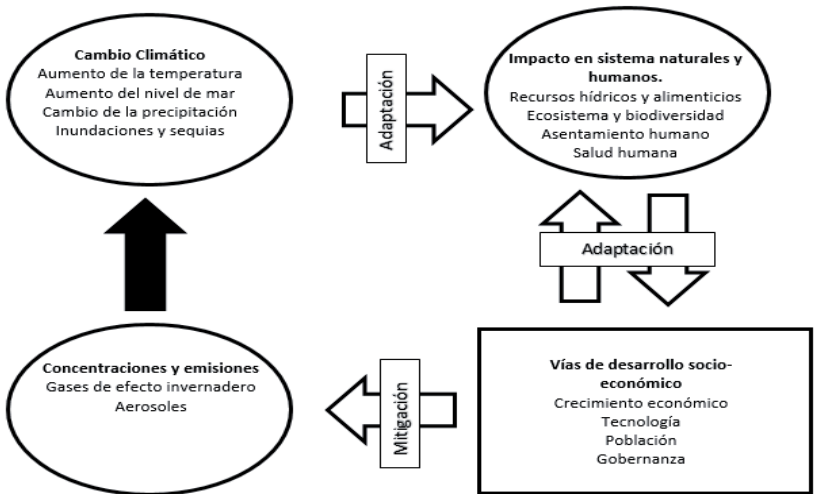 Cambio Climático
Aumento de la temperatura
Aumento del nivel de mar
Cambio de la precipitación
Inundaciones y sequias
Adaptación
Impacto en sistema naturales y
humanos.
Recursos hídricos y alimenticios
Ecosistema y biodiversidad
Asentamiento humano
Salud humana
Adaptación
Concentraciones y emisiones
Gases de efecto invernadero
Aerosoles
Mitigación
Vías de desarrollo socio-
económico
Crecimiento económico
Tecnología
Población
Gobernanza